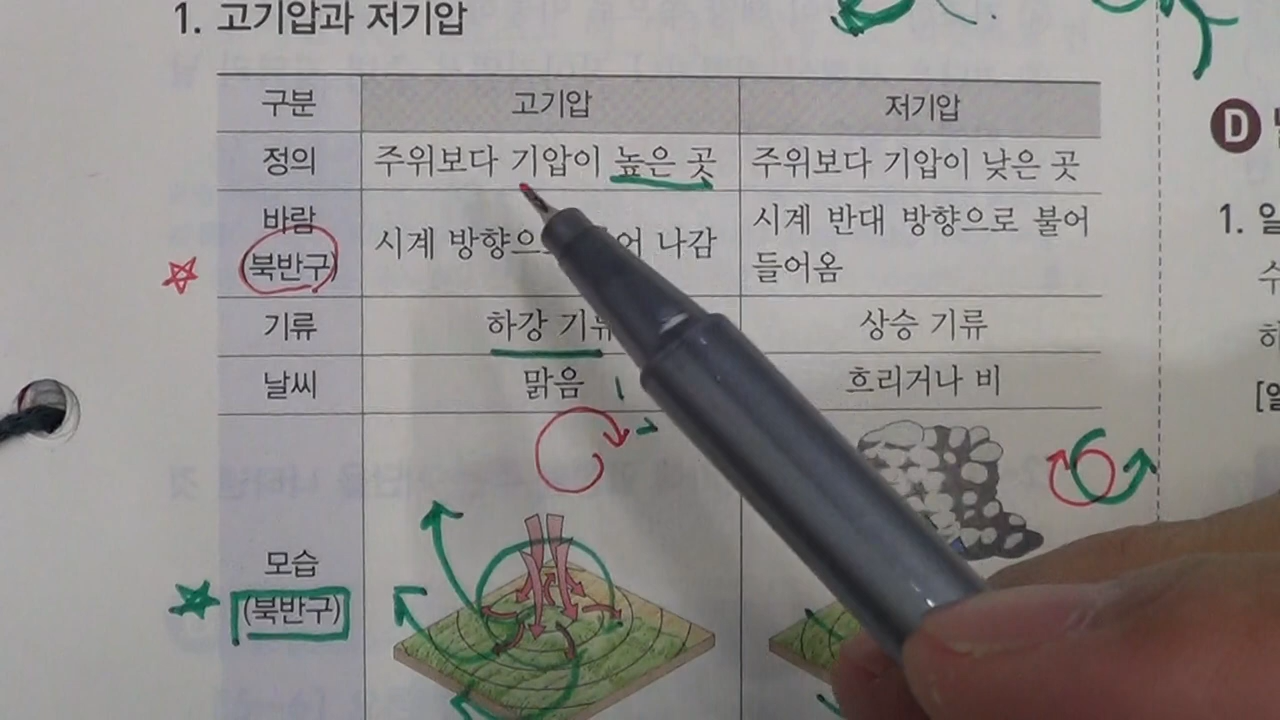 1. 고기압과 저기압
구분 고기압 저기압
정의 주위보다 기압이 높은 곳 주위보다 기압이 낮은 곳
바람
(북반구)
시계 방향으 어 나감
시계 반대 방향으로 불어
들어옴
기류 하강 기류 상승 기류
날씨 맑음 흐리거나 비
모습
(북반구)
D
1. 일
수
[일